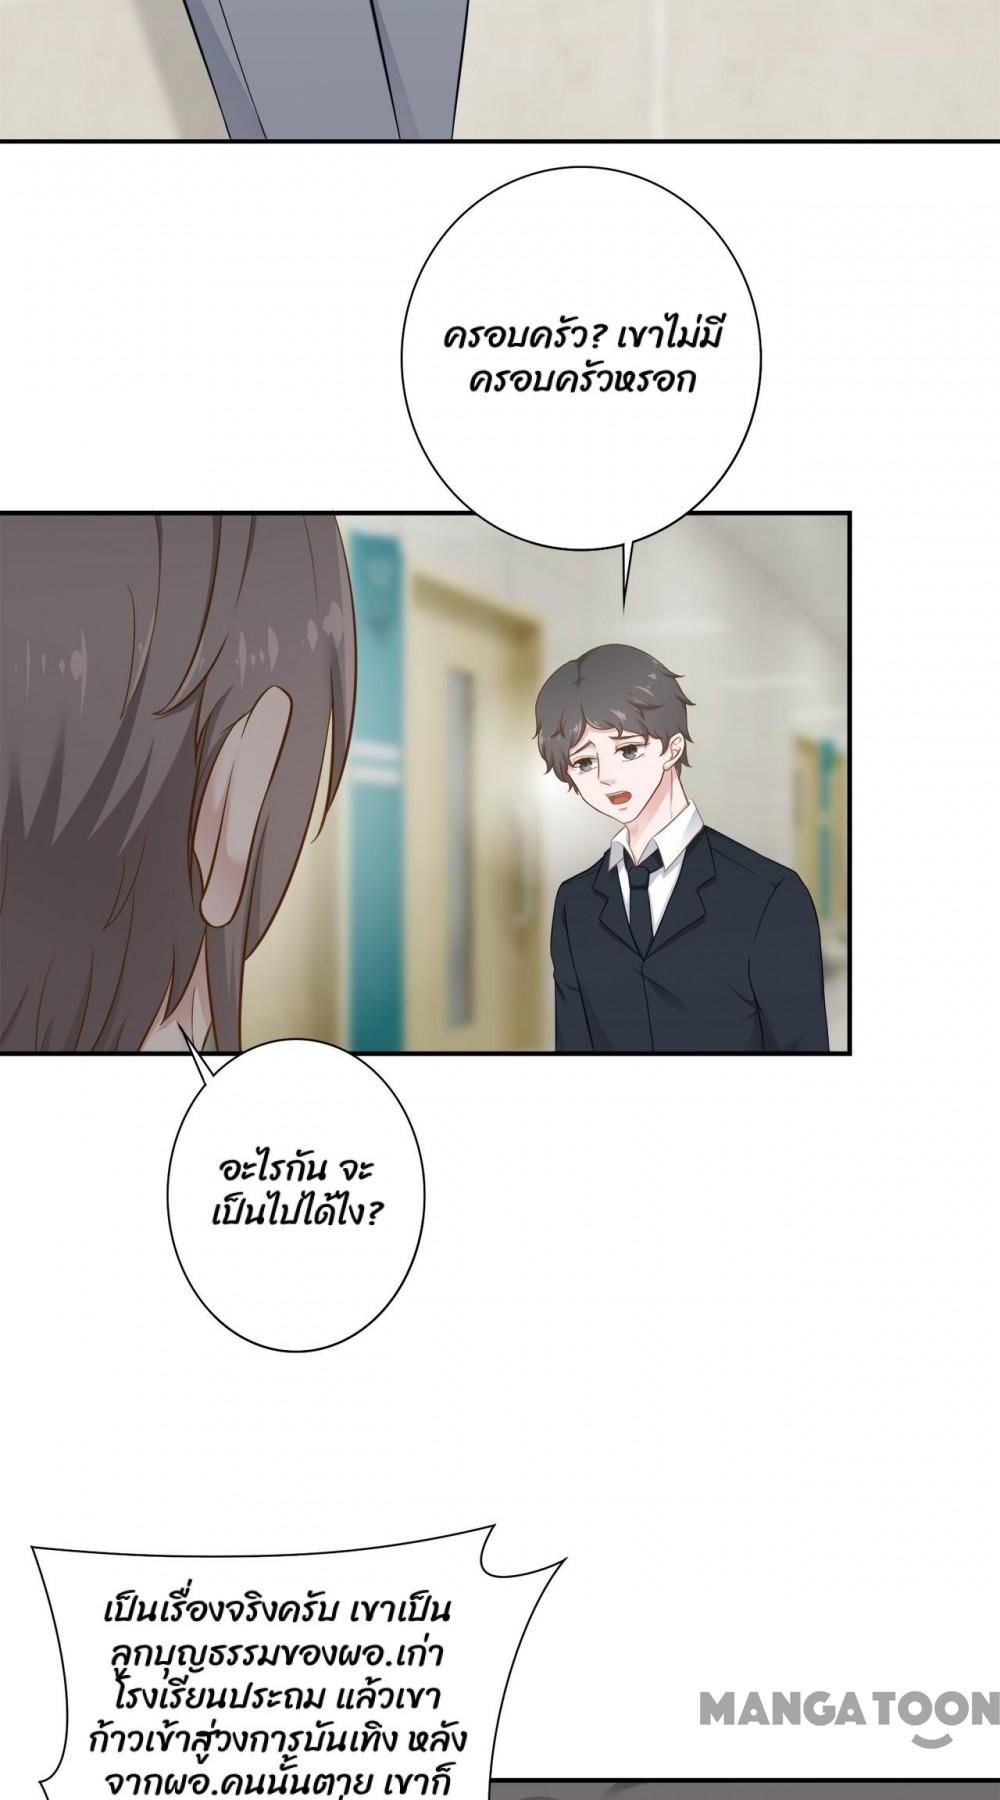 ครอบครัว? เขาไม่มี
ครอบครัวหรอก
อะไรกัน จะ
เป็นไปได้ไง?
เป็นเรื่องจริงครับ เขาเป็น
ลูกบุญธรรมของผอ.เก่า
โรงเรียนประถม แล้วเขา
ก้าวเข้าสู่วงการบันเทิง หลัง
จากผอ.คนนั้นตาย เขาก็
MANGATOON